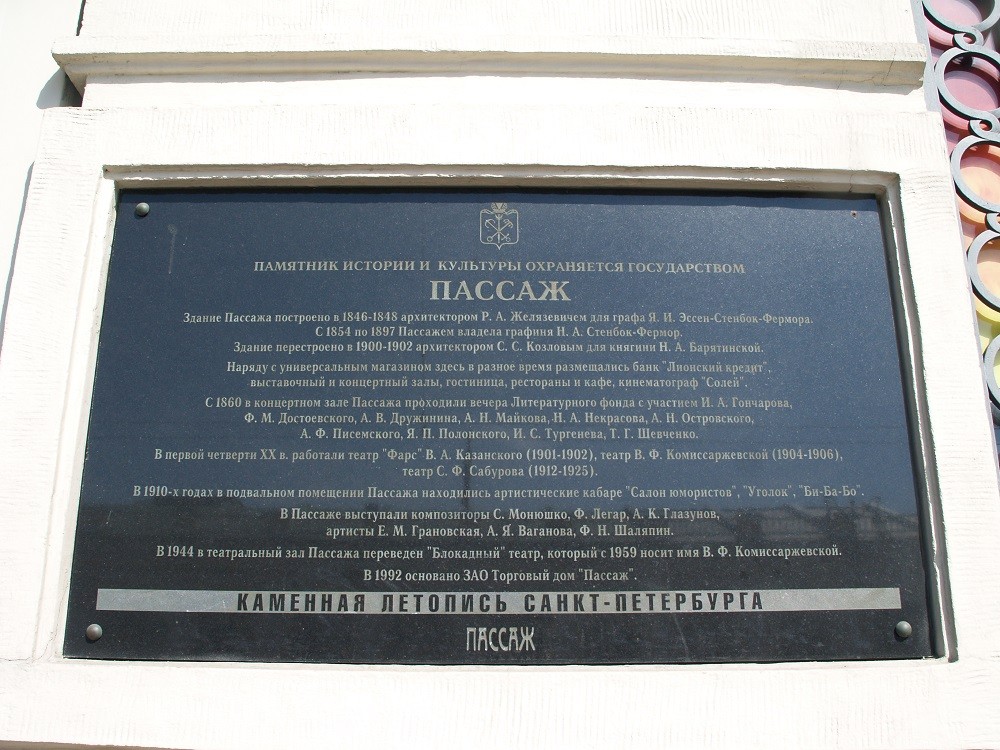 ПАМЯТНИК ИСТОРИИ И КУЛЬТУРЫ ОХРАНЯЕТСЯ ГОСУДАРСТВОМ
ПАССАЖ
Здание Пассажа построено в 1846-1848 архитектором Р. А. Желязевичем для графа Я. И. Эссен-Стенбок-Фермора.
С 1854 по 1897 Пассажем владела графиня Н. А. Стенбок-Фермор.
Здание перестроено в 1900-1902 архитектором С. С. Козловым для княгини Н. А. Барятинской.
Наряду с универсальным магазином здесь в разное время размещались банк "Лионский кредит",
выставочный и концертный залы, гостиница, рестораны и кафе, кинематограф "Солей".
С 1860 в концертном зале Пассажа проходили вечера Литературного фонда с участием И. А. Гончарова,
Ф. М. Достоевского, А. В. Дружинина, А. Н. Майкова, Н. А. Некрасова, А. Н. Островского,
А. Ф. Писемского, Я. П. Полонского, И. С. Тургенева, Т. Г. Шевченко.
В первой четверти XX в. работали театр "Фарс" В. А. Казанского (1901-1902), театр В. Ф. Комиссаржевской (1904-1906),
театр С. Ф. Сабурова (1912-1925).
В 1910-х годах в подвальном помещении Пассажа находились артистические кабаре "Салон юмористов", "Уголок", "Би-Ба-Бо".
В Пассаже выступали композиторы С. Монюшко, Ф. Легар, А. К. Глазунов,
артисты Е. М. Грановская, А. Я. Ваганова, Ф. Н. Шаляпин.
В 1944 в театральный зал Пассажа переведен "Блокадный" театр, который с 1959 носит имя В. Ф. Комиссаржевской.
В 1992 основано ЗАО Торговый дом "Пассаж".
КАМЕННАЯ ЛЕТОПИСЬ САНКТ-ПЕТЕРБУРГА
ПАССАЖ